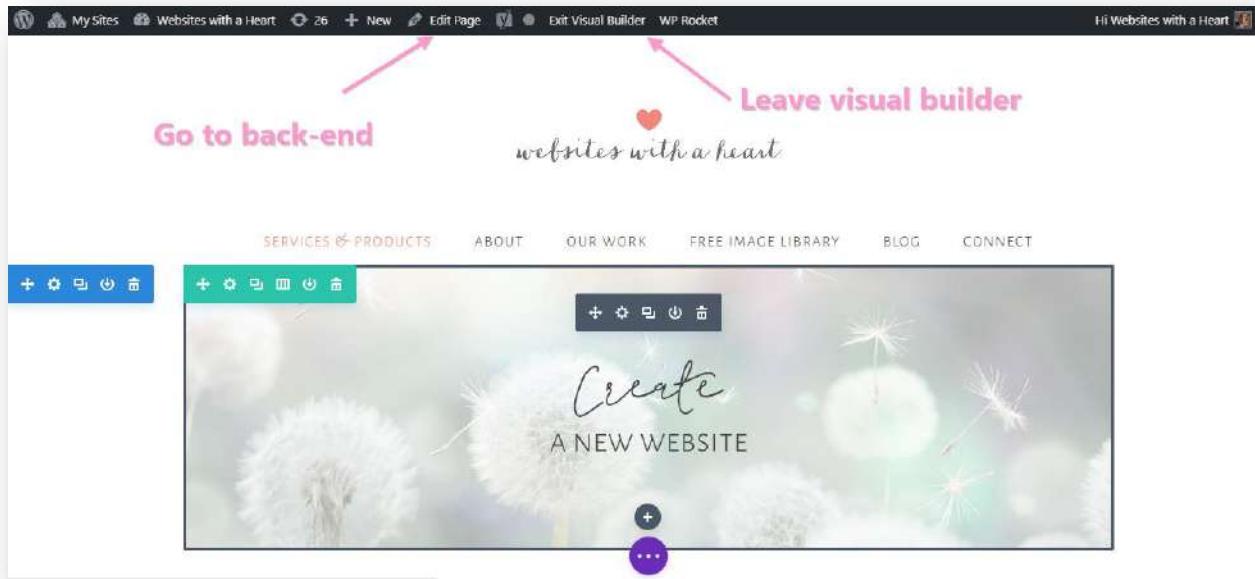 My Sites Websites with a Heart 26 New Edit Page Exit Visual Builder WP Rocket Hi Websites with a Heart
Leave visual builder
Go to back-end
websites with a heart
SERVICES & PRODUCTS ABOUT OUR WORK FREE IMAGE LIBRARY BLOG CONNECT
Create
A NEW WEBSITE